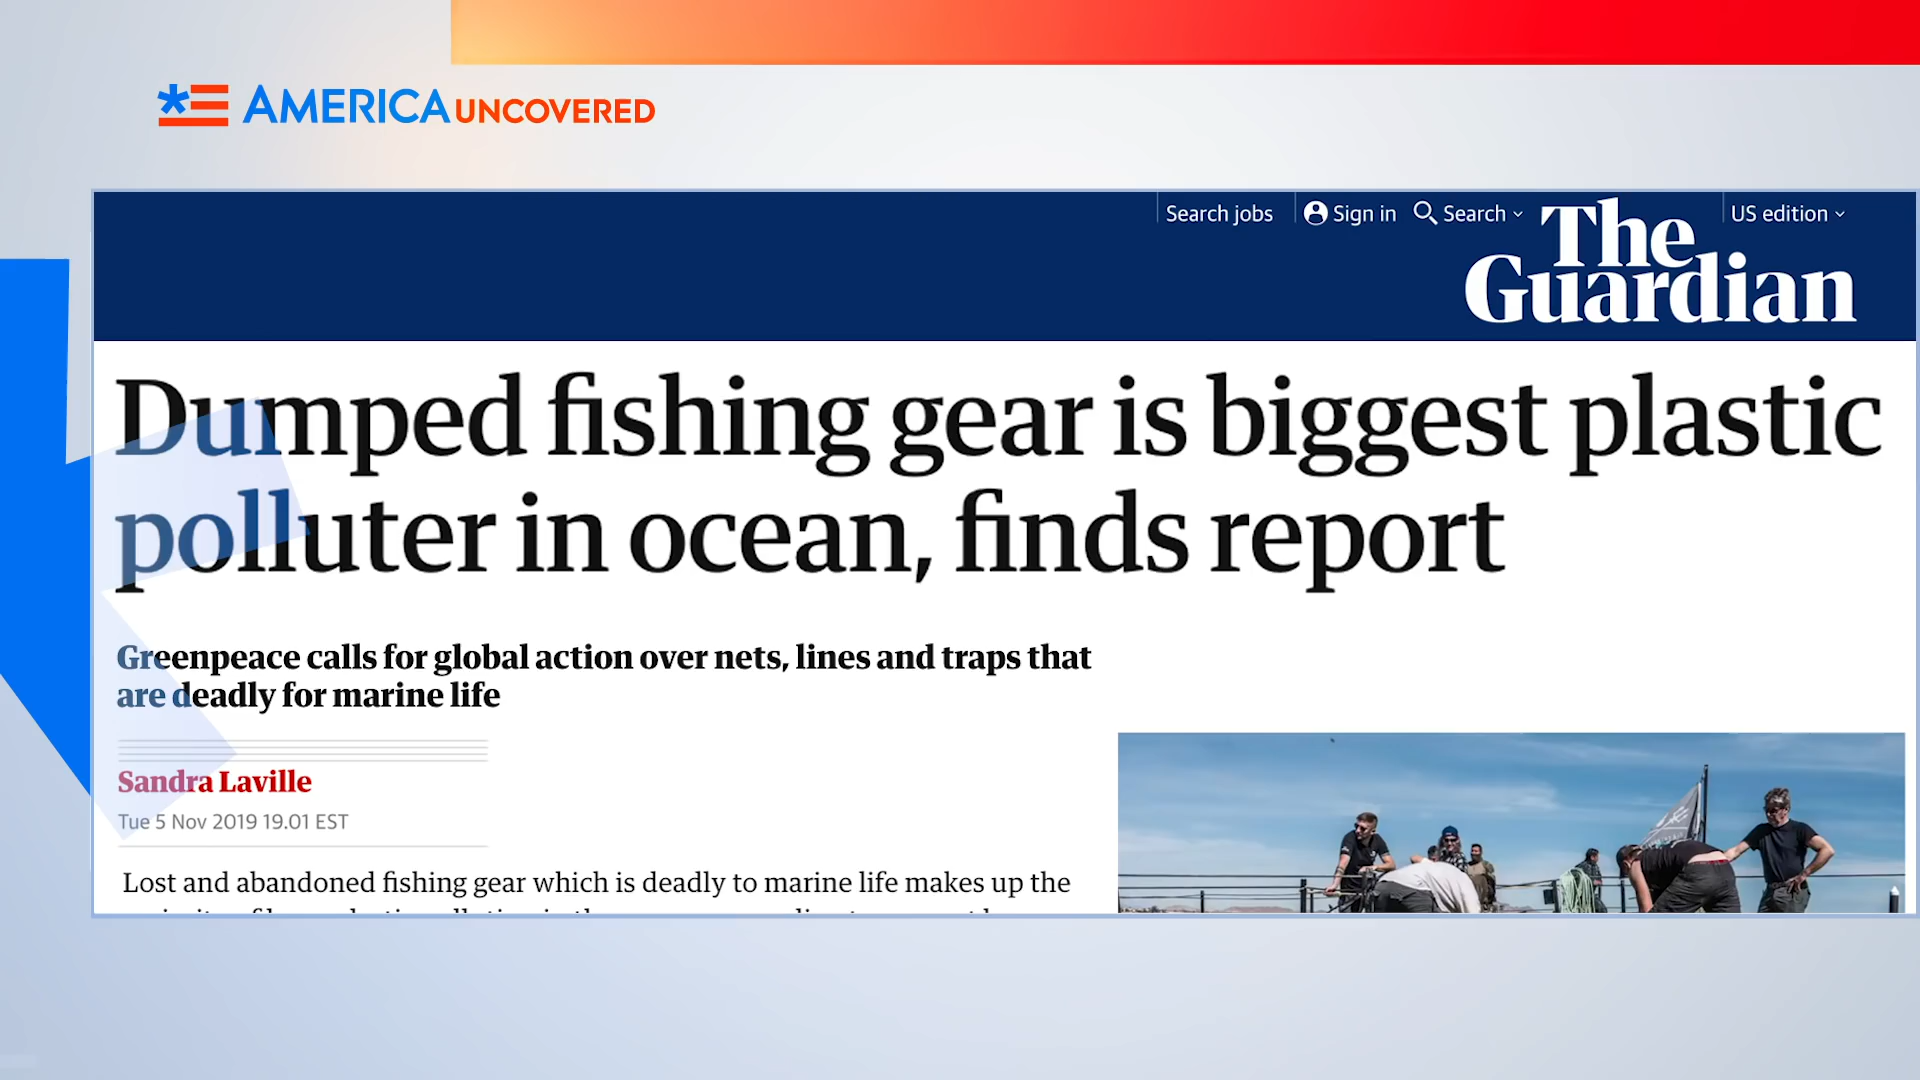 AMERICA UNCOVERED
Search jobs Sign in Search US edition
The
Guardian
Dumped fishing gear is biggest plastic
polluter in ocean, finds report
Greenpeace calls for global action over nets, lines and traps that
are deadly for marine life
Sandra Laville
Tue 5 Nov 2019 19.01 EST
Lost and abandoned fishing gear which is deadly to marine life makes up the